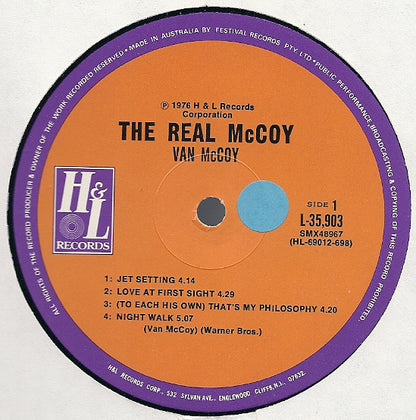 ALL RIGHTS OF THE RECORD PRODUCER & OWNER OF THE WORK RECORDED RESERVED • MADE IN AUSTRALIA BY FESTIVAL RECORDS PTY LTD • PUBLIC PERFORMANCE, BROADCASTING & COPYING OF THIS RECORD PROHIBITED.
℗ 1976 H & L Records
Corporation
THE REAL McCOY
VAN McCOY
H&L
RECORDS
SIDE 1
L-35,903
SMX48967
(HL-69012-698)
1: JET SETTING 4.14
2: LOVE AT FIRST SIGHT 4.29
3: (TO EACH HIS OWN) THAT'S MY PHILOSOPHY 4.20
4: NIGHT WALK 5.07
(Van McCoy) (Warner Bros.)
H&L RECORDS CORP., 532 SYLVAN AVE., ENGLEWOOD CLIFFS, N.J. 07632.